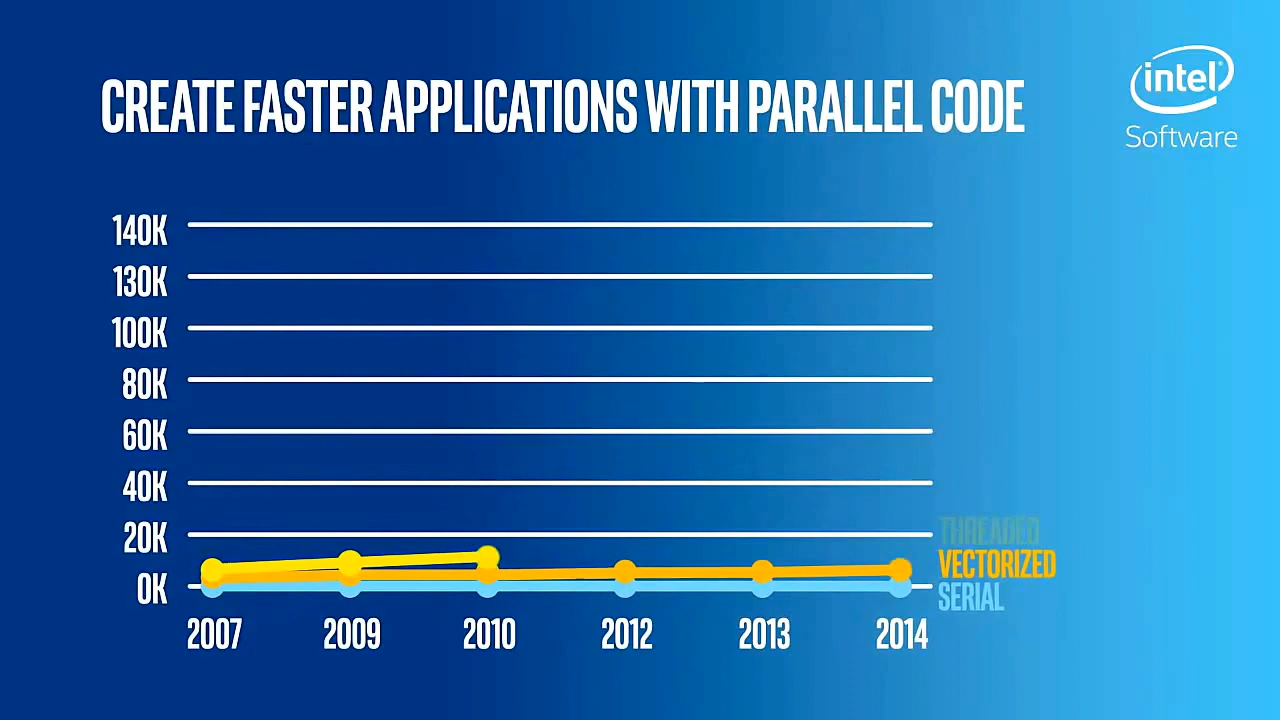 CREATE FASTER APPLICATIONS WITH PARALLEL CODE
intel
Software
140K
130K
100K
80K
60K
40K
20K
0K
THREADED
VECTORIZED
SERIAL
2007 2009 2010 2012 2013 2014